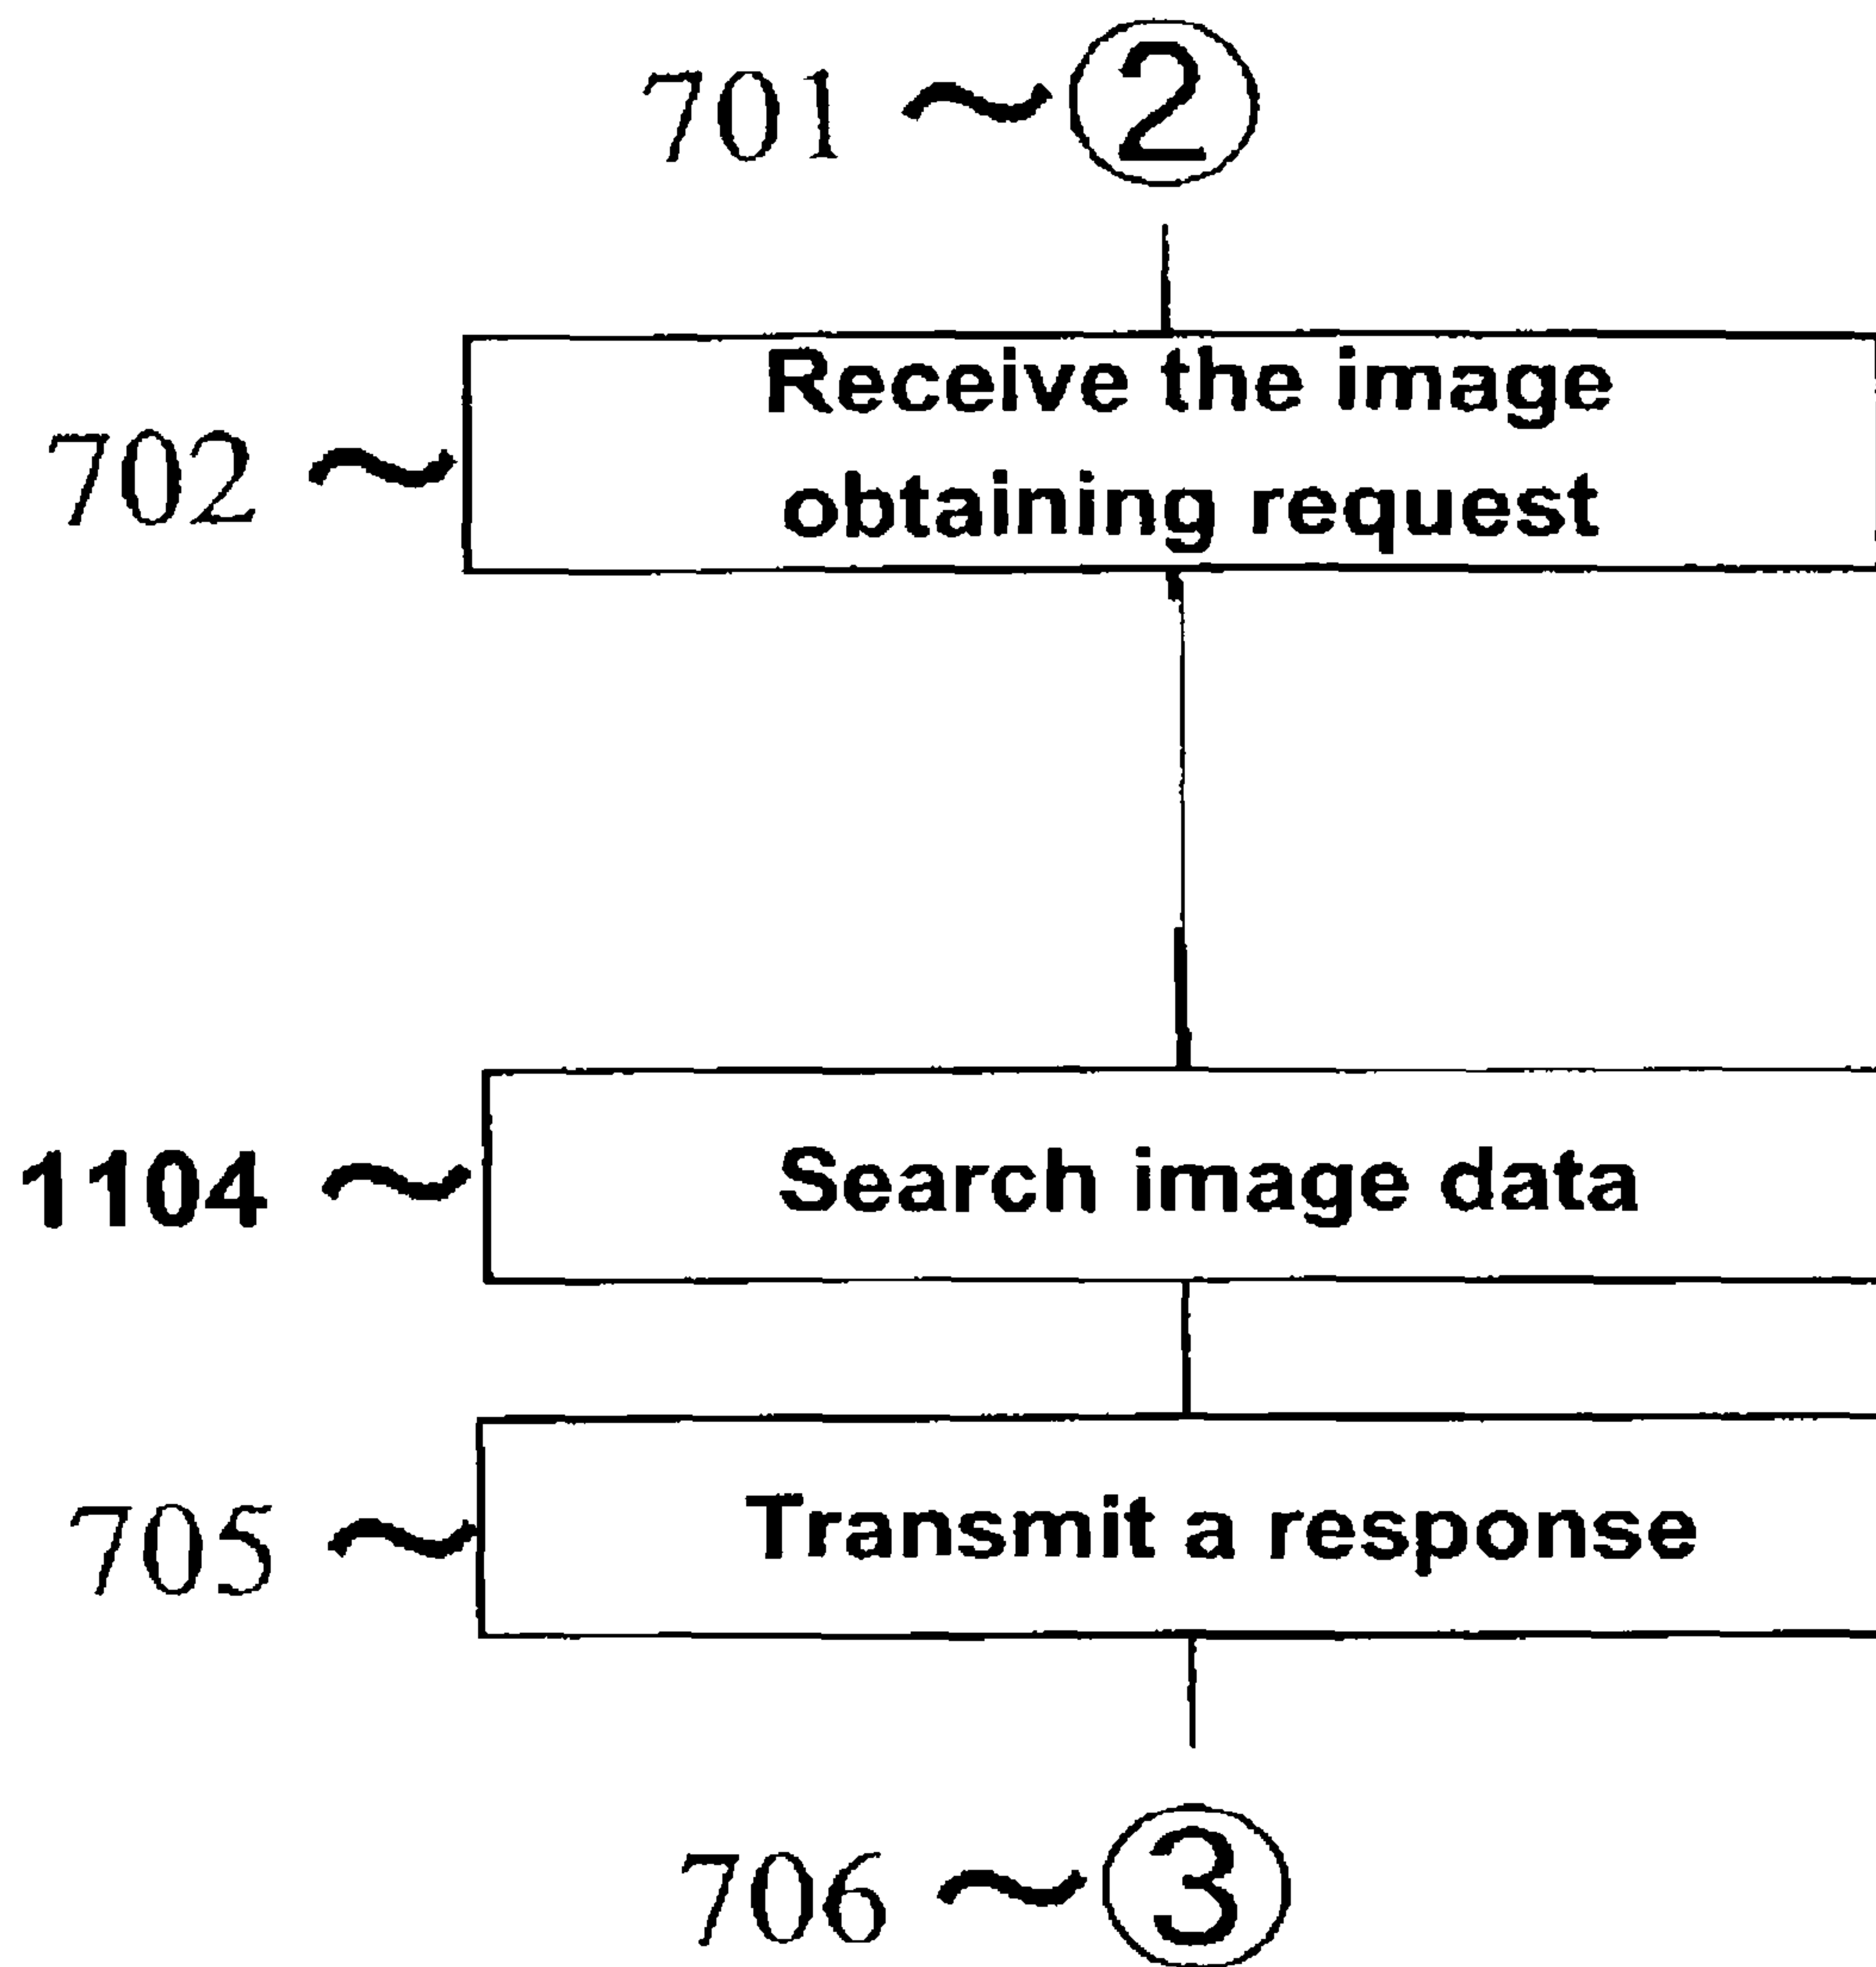 701 2
Receive the image
702
obtaining request
1104 Search image data
705 Transmit a response
706 3